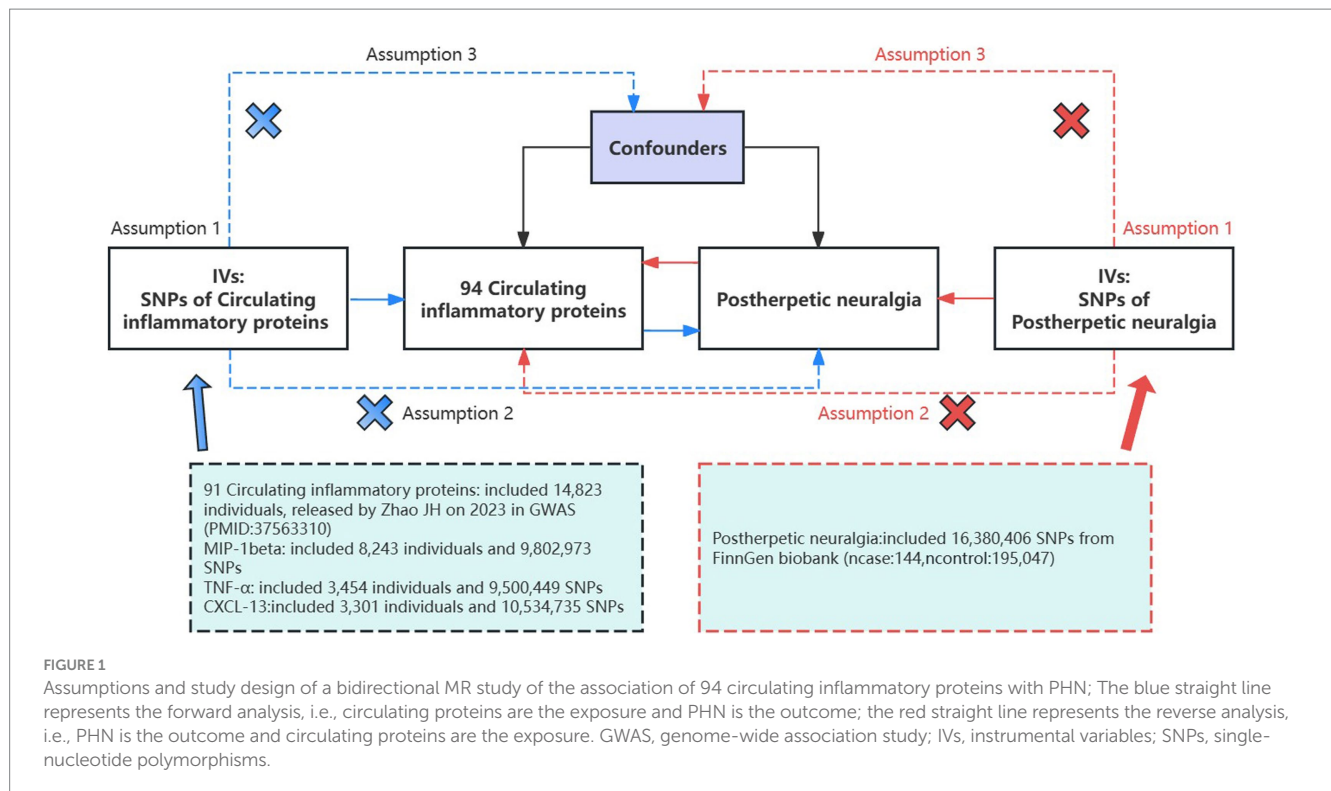 Assumption 3
Assumption 3
Confounders
Assumption 1
Assumption 1
IVs:
SNPs of Circulating
inflammatory proteins
94 Circulating
inflammatory proteins
Postherpetic neuralgia
IVs:
SNPs of
Postherpetic neuralgia
Assumption 2
Assumption 2
91 Circulating inflammatory proteins: included 14,823
individuals, released by Zhao JH on 2023 in GWAS
(PMID:37563310)
MIP-1beta: included 8,243 individuals and 9,802,973
SNPs
TNF-α: included 3,454 individuals and 9,500,449 SNPs
CXCL-13:included 3,301 individuals and 10,534,735 SNPs
Postherpetic neuralgia:included 16,380,406 SNPs from
FinnGen biobank (ncase:144,ncontrol:195,047)
FIGURE 1
Assumptions and study design of a bidirectional MR study of the association of 94 circulating inflammatory proteins with PHN; The blue straight line
represents the forward analysis, i.e., circulating proteins are the exposure and PHN is the outcome; the red straight line represents the reverse analysis,
i.e., PHN is the outcome and circulating proteins are the exposure. GWAS, genome-wide association study; IVs, instrumental variables; SNPs, single-
nucleotide polymorphisms.